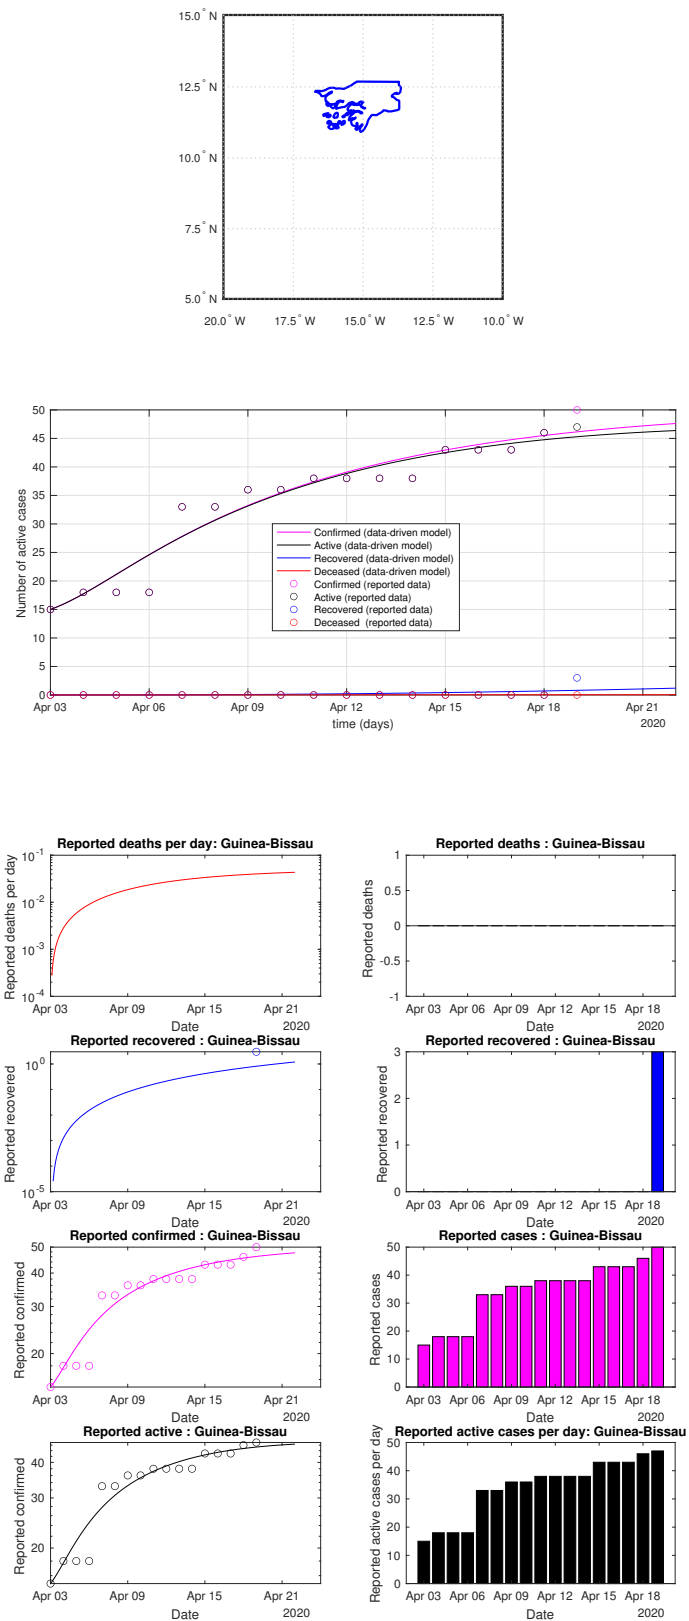 15.0° N
12.5° N
10.0° N
7.5° N
5.0° N
20.0° W 17.5° W 15.0° W 12.5° W 10.0° W
50
45
40
35
30
25
20
15
10
5
0
Number of active cases
Confirmed (data-driven model)
Active (data-driven model)
Recovered (data-driven model)
Deceased (data-driven model)
Confirmed (reported data)
Active (reported data)
Recovered (reported data)
Deceased (reported data)
Apr 03 Apr 06 Apr 09 Apr 12 Apr 15 Apr 18 Apr 21
time (days)
2020
Reported deaths per day: Guinea-Bissau
10^-1
10^-2
10^-3
10^-4
Reported deaths per day
Apr 03 Apr 09 Apr 15 Apr 21
Date
2020
Reported deaths : Guinea-Bissau
1
0.5
0
-0.5
-1
Reported deaths
Apr 03 Apr 06 Apr 09 Apr 12 Apr 15 Apr 18
Date
2020
Reported recovered : Guinea-Bissau
10^0
10^-5
Reported recovered
Apr 03 Apr 09 Apr 15 Apr 21
Date
2020
Reported recovered : Guinea-Bissau
3
2
1
0
Reported recovered
Apr 03 Apr 06 Apr 09 Apr 12 Apr 15 Apr 18
Date
2020
Reported confirmed : Guinea-Bissau
50
40
30
20
Reported confirmed
Apr 03 Apr 09 Apr 15 Apr 21
Date
2020
Reported cases : Guinea-Bissau
50
40
30
20
10
0
Reported cases
Apr 03 Apr 06 Apr 09 Apr 12 Apr 15 Apr 18
Date
2020
Reported active : Guinea-Bissau
40
30
20
Reported confirmed
Apr 03 Apr 09 Apr 15 Apr 21
Date
2020
Reported active cases per day: Guinea-Bissau
50
40
30
20
10
0
Reported active cases per day
Apr 03 Apr 06 Apr 09 Apr 12 Apr 15 Apr 18
Date
2020